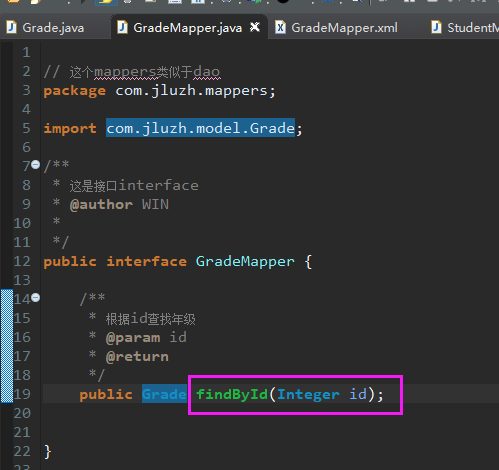 Grade.java GradeMapper.java GradeMapper.xml StudentM
1
2 // 这个mappers类似于dao
3 package com.jluzh.mappers;
4
5 import com.jluzh.model.Grade;
6
7 /**
8 * 这是接口interface
9 * @author WIN
10 *
11 */
12 public interface GradeMapper {
13
14 /**
15 * 根据id查找年级
16 * @param id
17 * @return
18 */
19 public Grade findById(Integer id);
20
21
22 }